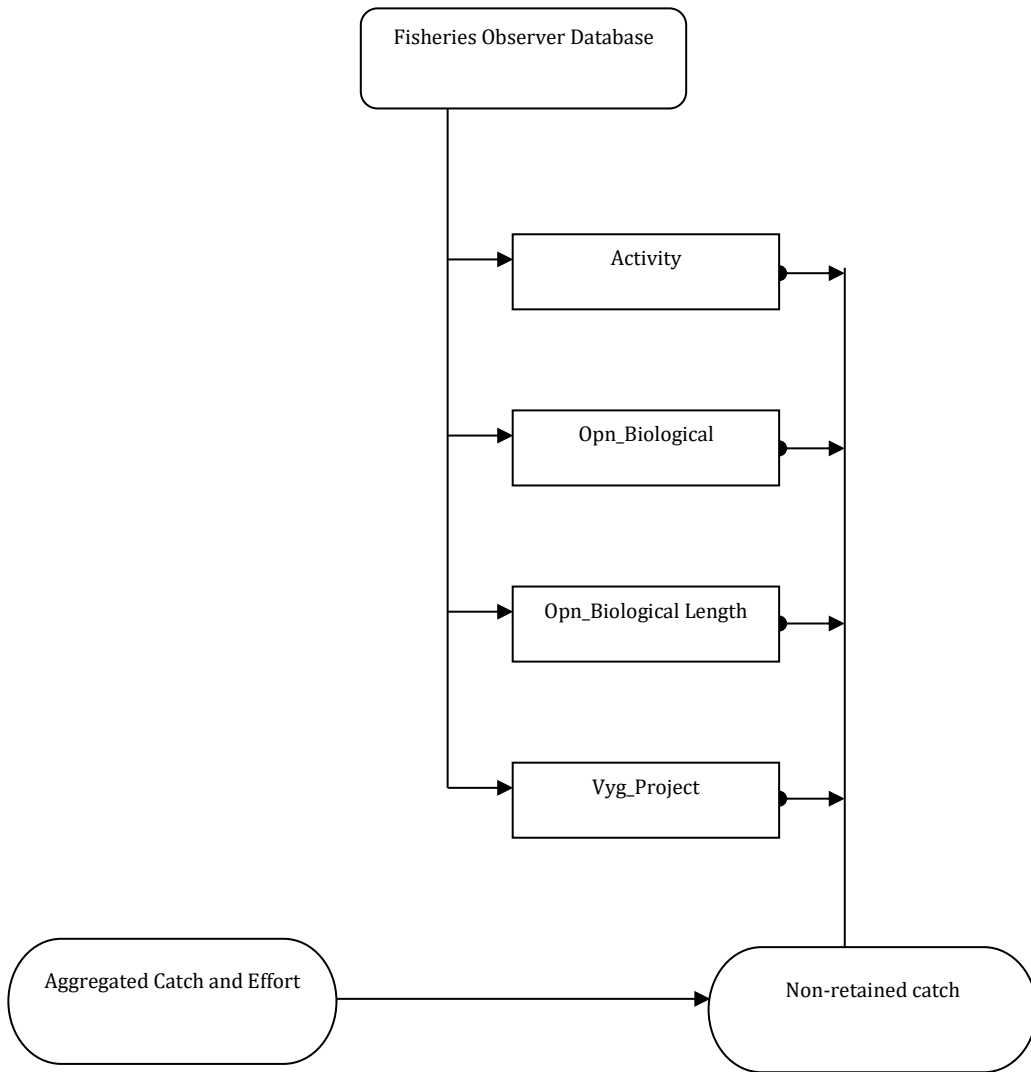 Fisheries Observer Database
Activity
Opn_Biological
Opn_Biological Length
Vyg_Project
Aggregated Catch and Effort
Non-retained catch